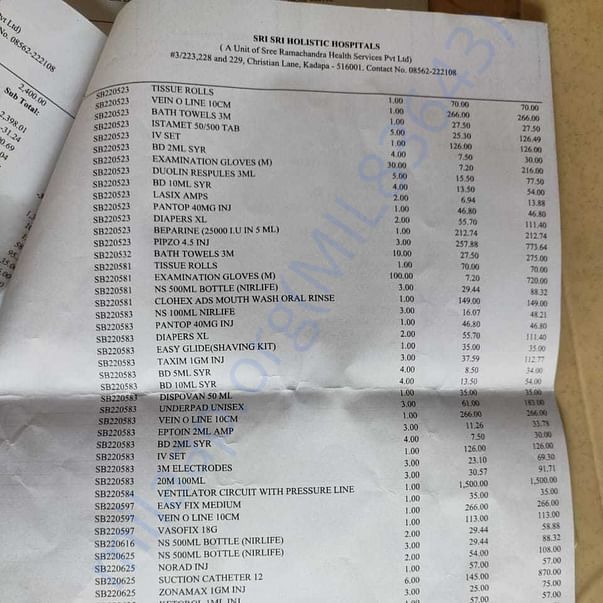 vt Ltd)
No. 08562-222108
2,400.00
Sub Total:
2,398.01
-31.24
SRI SRI HOLISTIC HOSPITALS
( A Unit of Sree Ramachandra Health Services Pvt Ltd)
#3/223,228 and 229, Christian Lane, Kadapa - 516001. Contact No. 08562-222108
SB220523 TISSUE ROLLS 1.00 70.00 70.00
SB220523 VEIN O LINE 10CM 1.00 266.00 266.00
SB220523 BATH TOWELS 3M 1.00 27.50 27.50
SB220523 ISTAMET 50/500 TAB 5.00 25.30 126.49
SB220523 IV SET 1.00 126.00 126.00
SB220523 BD 2ML SYR 4.00 7.50 30.00
SB220523 EXAMINATION GLOVES (M) 30.00 7.20 216.00
SB220523 DUOLIN RESPULES 3ML 5.00 15.50 77.50
SB220523 BD 10ML SYR 4.00 13.50 54.00
SB220523 LASIX AMPS 2.00 6.94 13.88
SB220523 PANTOP 40MG INJ 1.00 46.80 46.80
SB220523 DIAPERS XL 2.00 55.70 111.40
SB220523 BEPARINE (25000 I.U IN 5 ML) 1.00 212.74 212.74
SB220523 PIPZO 4.5 INJ 3.00 257.88 773.64
SB220532 BATH TOWELS 3M 10.00 27.50 275.00
SB220581 TISSUE ROLLS 1.00 70.00 70.00
SB220581 EXAMINATION GLOVES (M) 100.00 7.20 720.00
SB220581 NS 500ML BOTTLE (NIRLIFE) 3.00 29.44 88.32
SB220581 CLOHEX ADS MOUTH WASH ORAL RINSE 1.00 149.00 149.00
SB220583 NS 100ML NIRLIFE 3.00 16.07 48.21
SB220583 PANTOP 40MG INJ 1.00 46.80 46.80
SB220583 DIAPERS XL 2.00 55.70 111.40
SB220583 EASY GLIDE(SHAVING KIT) 1.00 35.00 35.00
SB220583 TAXIM 1GM INJ 3.00 37.59 112.77
SB220583 BD 5ML SYR 4.00 8.50 34.00
SB220583 BD 10ML SYR 4.00 13.50 54.00
SB220583 DISPOVAN 50 ML 1.00 35.00 35.00
SB220583 UNDERPAD UNISEX 3.00 61.00 183.00
SB220583 VEIN O LINE 10CM 1.00 266.00 266.00
SB220583 EPTOIN 2ML AMP 3.00 11.26 33.78
SB220583 BD 2ML SYR 4.00 7.50 30.00
SB220583 IV SET 1.00 126.00 126.00
SB220583 3M ELECTRODES 3.00 23.10 69.30
SB220583 20M 100ML 3.00 30.57 91.71
SB220584 VENTILATOR CIRCUIT WITH PRESSURE LINE 1.00 1,500.00 1,500.00
SB220597 EASY FIX MEDIUM 1.00 35.00 35.00
SB220597 VEIN O LINE 10CM 1.00 266.00 266.00
SB220597 VASOFIX 18G 1.00 113.00 113.00
SB220616 NS 500ML BOTTLE (NIRLIFE) 2.00 29.44 58.88
SB220625 NS 500ML BOTTLE (NIRLIFE) 3.00 29.44 88.32
SB220625 NORAD INJ 2.00 54.00 108.00
SB220625 SUCTION CATHETER 12 1.00 57.00 57.00
SB220625 ZONAMAX 1GM INJ 6.00 145.00 870.00
3.00 25.00 75.00
1.00 57.00 57.00